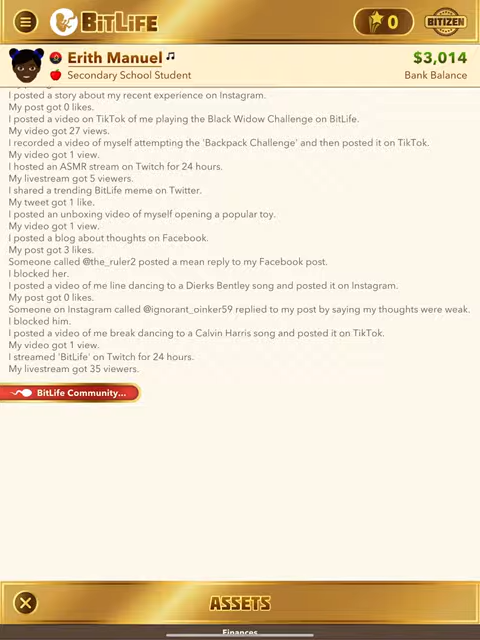 BITLIFE
0
BITIZEN
Erith Manuel
$3,014
Secondary School Student
Bank Balance
I posted a story about my recent experience on Instagram.
My post got 0 likes.
I posted a video on TikTok of me playing the Black Widow Challenge on BitLife.
My video got 27 views.
I recorded a video of myself attempting the 'Backpack Challenge' and then posted it on TikTok.
My video got 1 view.
I hosted an ASMR stream on Twitch for 24 hours.
My livestream got 5 viewers.
I shared a trending BitLife meme on Twitter.
My tweet got 1 like.
I posted an unboxing video of myself opening a popular toy.
My video got 1 view.
I posted a blog about thoughts on Facebook.
My post got 3 likes.
Someone called @the_ruler2 posted a mean reply to my Facebook post.
I blocked her.
I posted a video of me line dancing to a Dierks Bentley song and posted it on Instagram.
My post got 0 likes.
Someone on Instagram called @ignorant_oinker59 replied to my post by saying my thoughts were weak.
I blocked him.
I posted a video of me break dancing to a Calvin Harris song and posted it on TikTok.
My video got 1 view.
I streamed 'BitLife' on Twitch for 24 hours.
My livestream got 35 viewers.
BitLife Community...
ASSETS
Finances